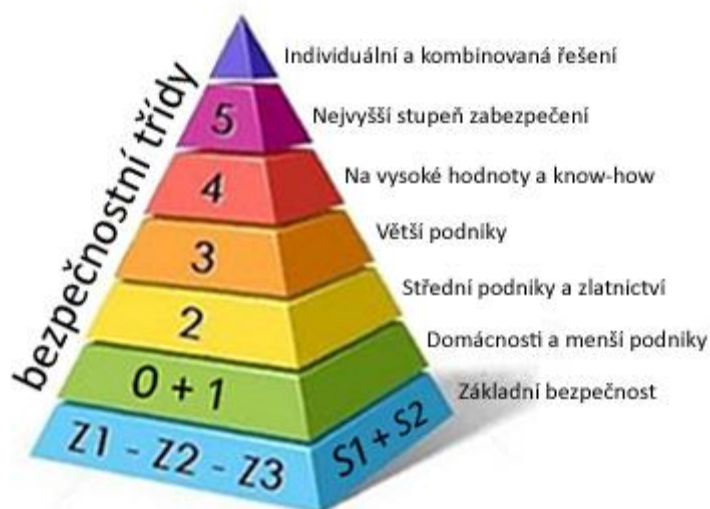 bezpečnostní třídy
Individuální a kombinovaná řešení
5
Nejvyšší stupeň zabezpečení
4
Na vysoké hodnoty a know-how
3
Větší podniky
2
Střední podniky a zlatnictví
0 + 1
Domácnosti a menší podniky
Z1 - Z2 - Z3
S1 + S2
Základní bezpečnost